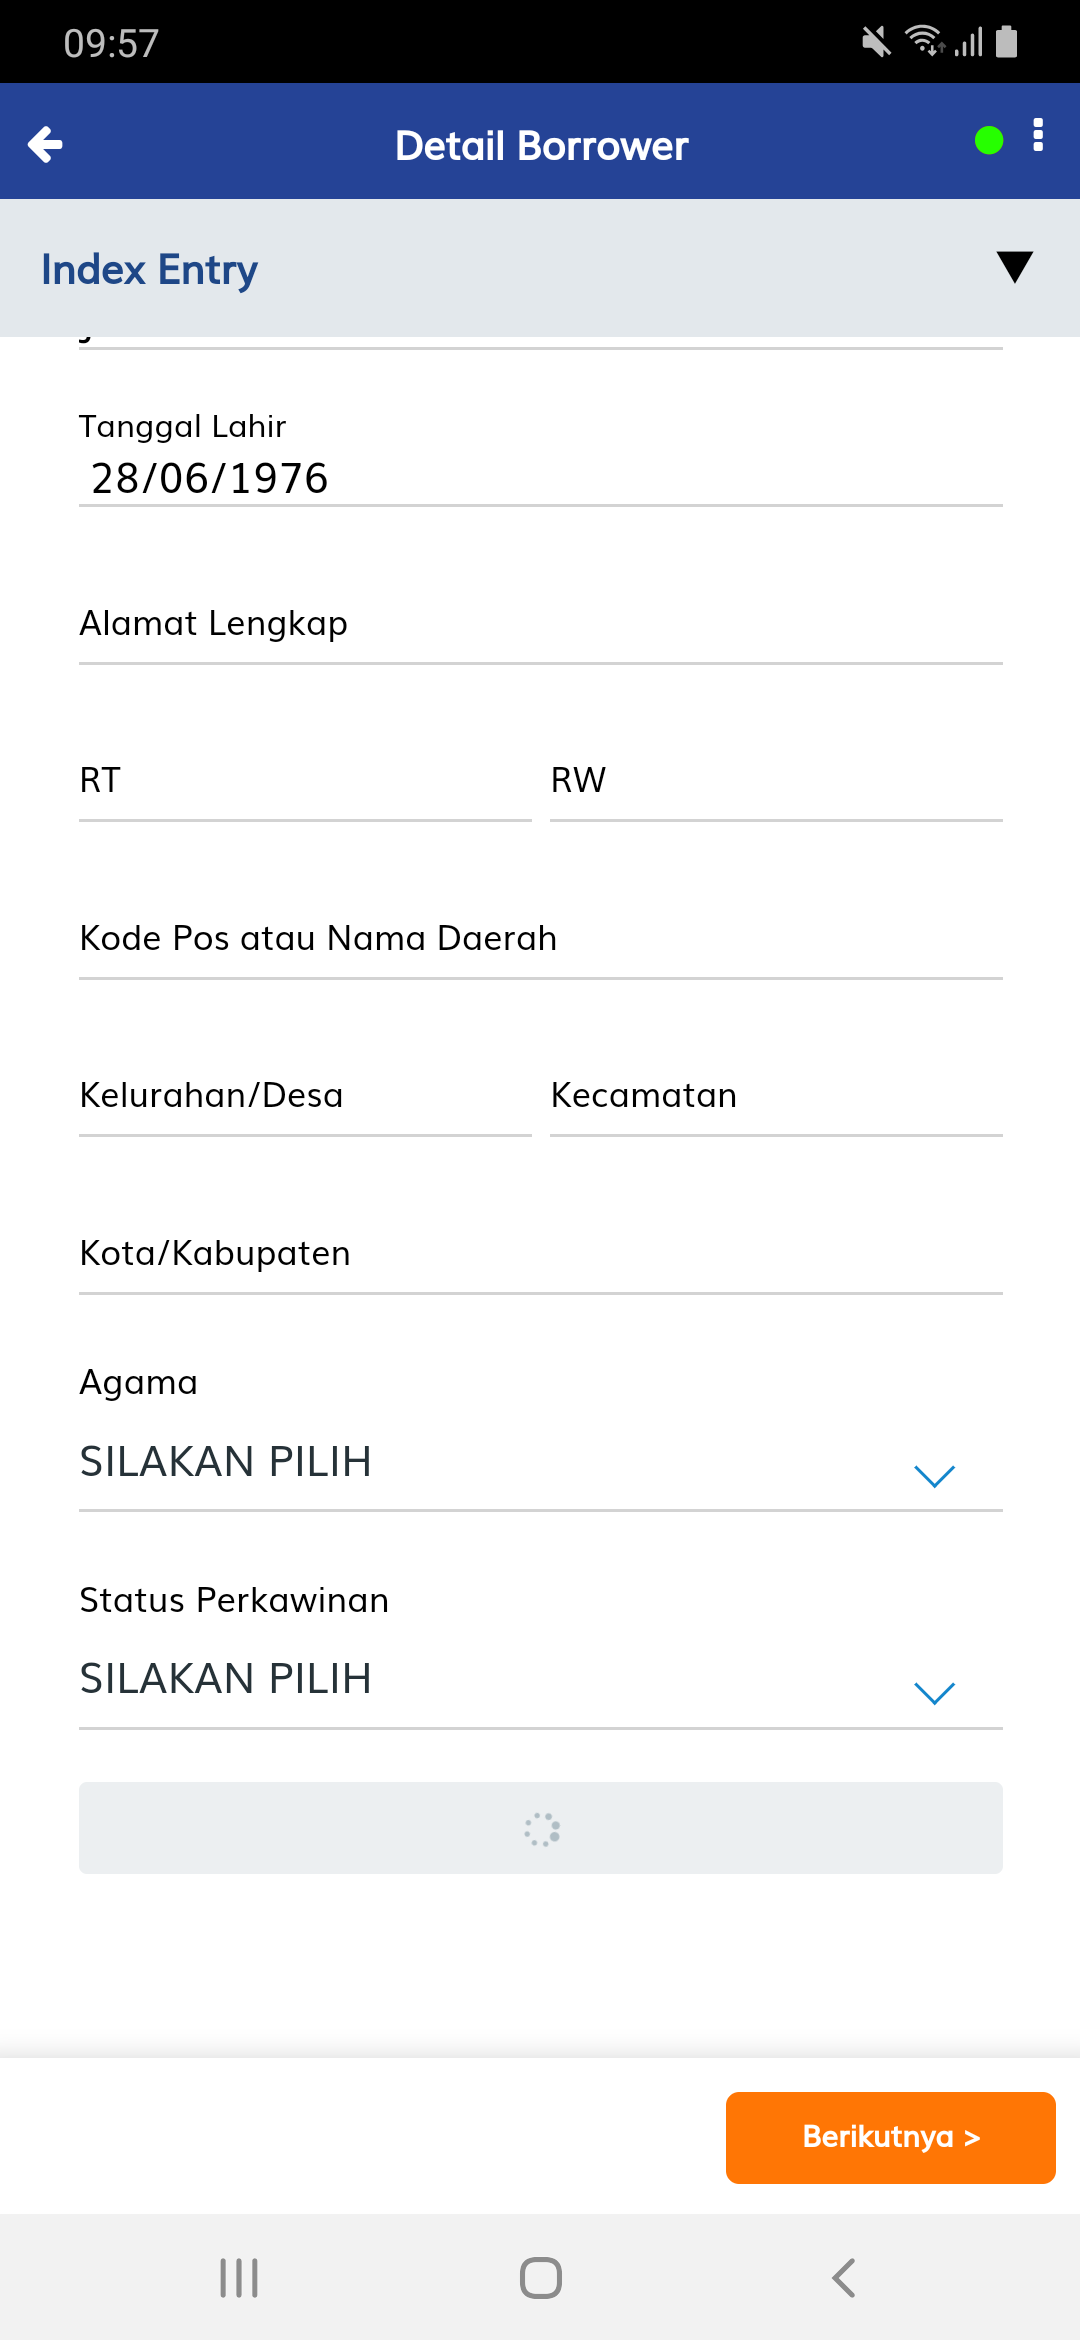 09:57
Detail Borrower
Index Entry
Tanggal Lahir
28/06/1976
Alamat Lengkap
RT RW
Kode Pos atau Nama Daerah
Kelurahan/Desa Kecamatan
Kota/Kabupaten
Agama
SILAKAN PILIH
Status Perkawinan
SILAKAN PILIH
Berikutnya >